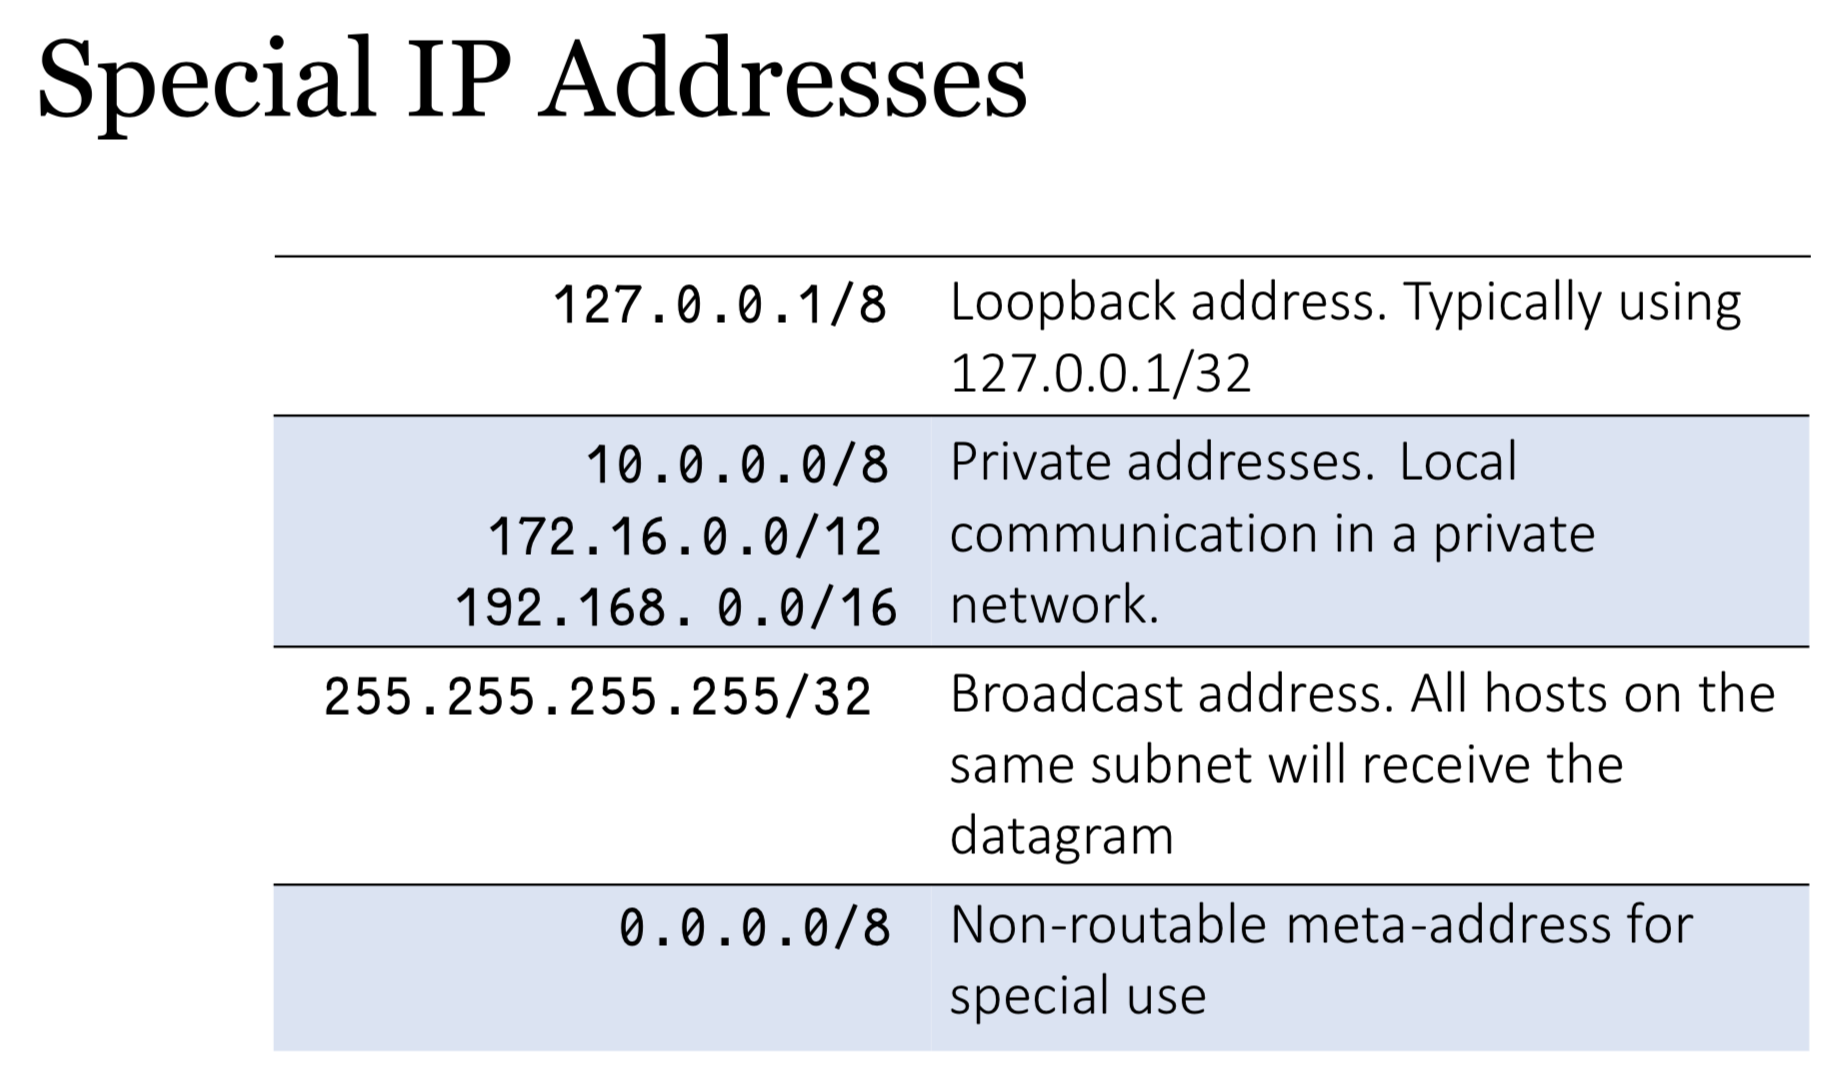 Special IP Addresses
127.0.0.1/8
Loopback address. Typically using
127.0.0.1/32
10.0.0.0/8
172.16.0.0/12
192.168. 0.0/16
Private addresses. Local
communication in a private
network.
255.255.255.255/32
Broadcast address. All hosts on the
same subnet will receive the
datagram
0.0.0.0/8
Non-routable meta-address for
special use